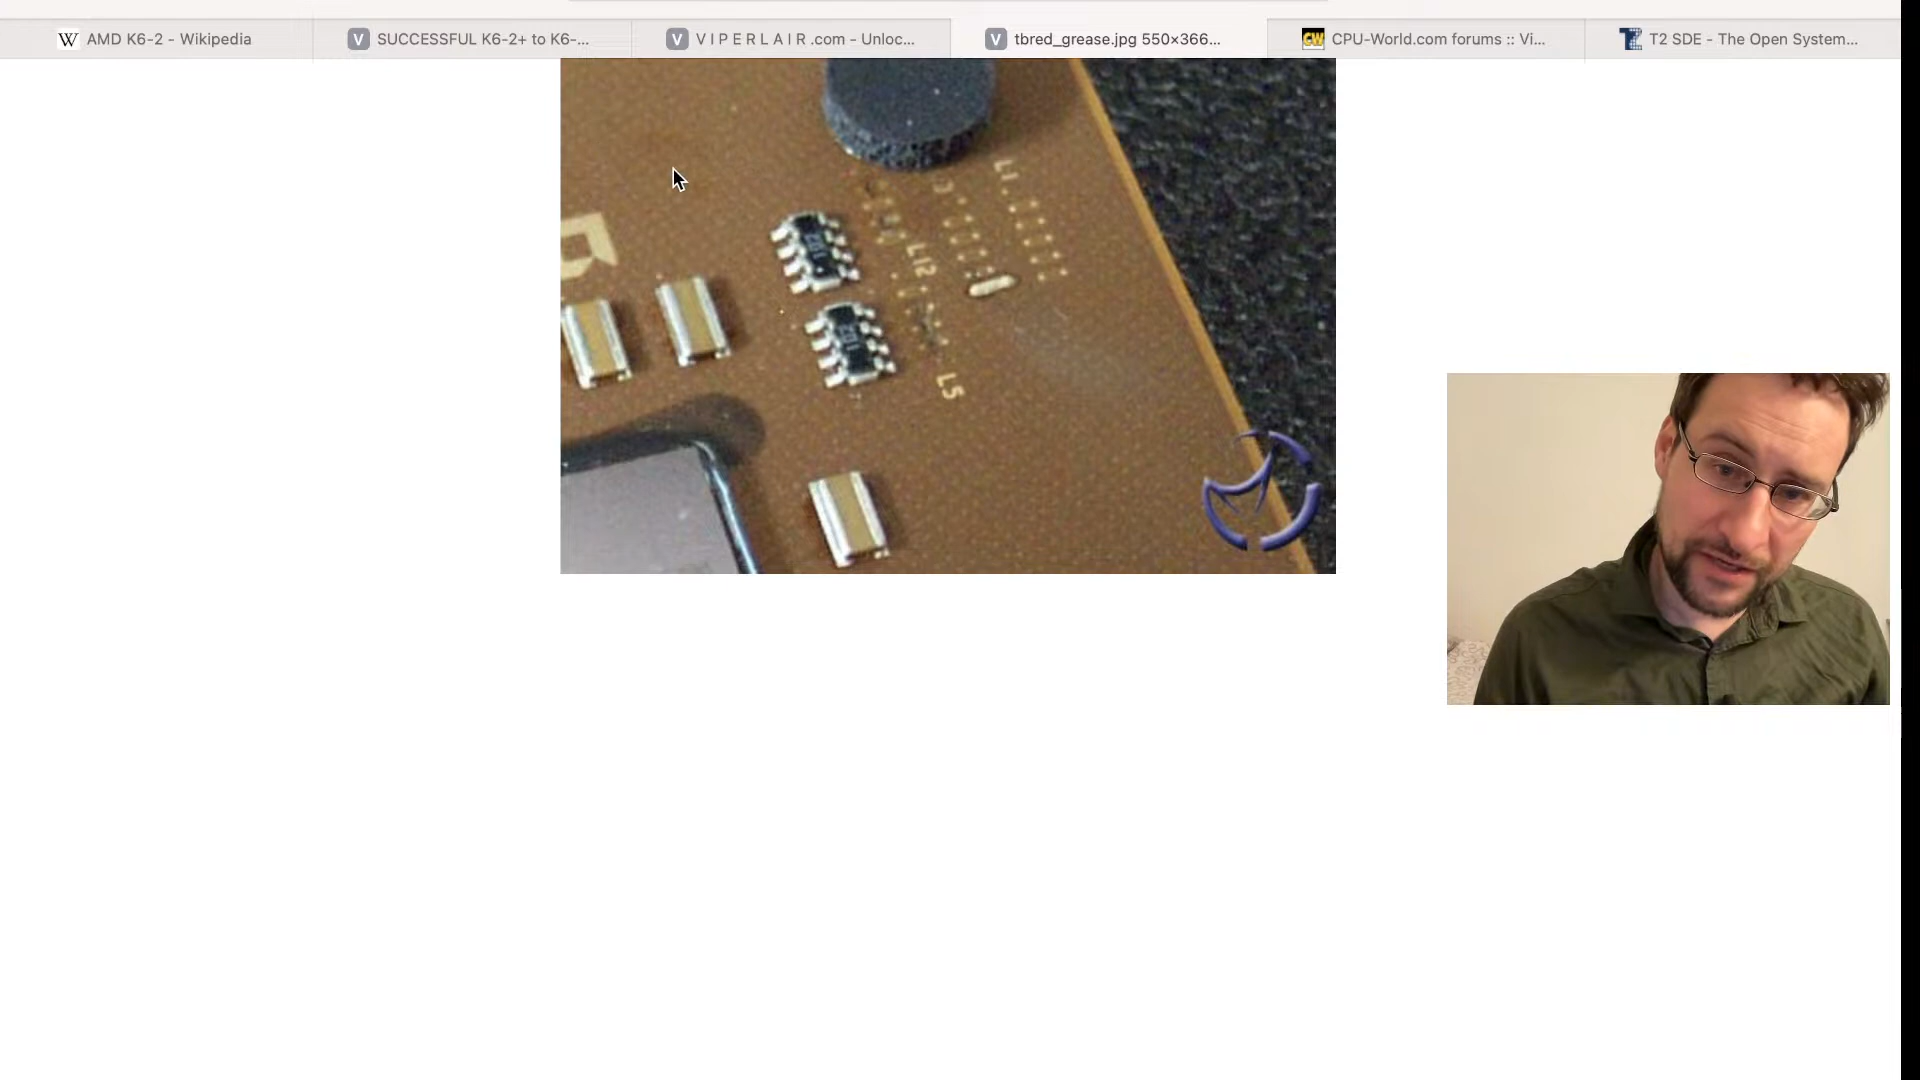 AMD K6-2 - Wikipedia
SUCCESSFUL K6-2+ to K6-...
V I P E R L A I R .com - Unloc...
tbred_grease.jpg 550×366...
CPU-World.com forums :: Vi...
T2 SDE - The Open System...
L1
L12
L5